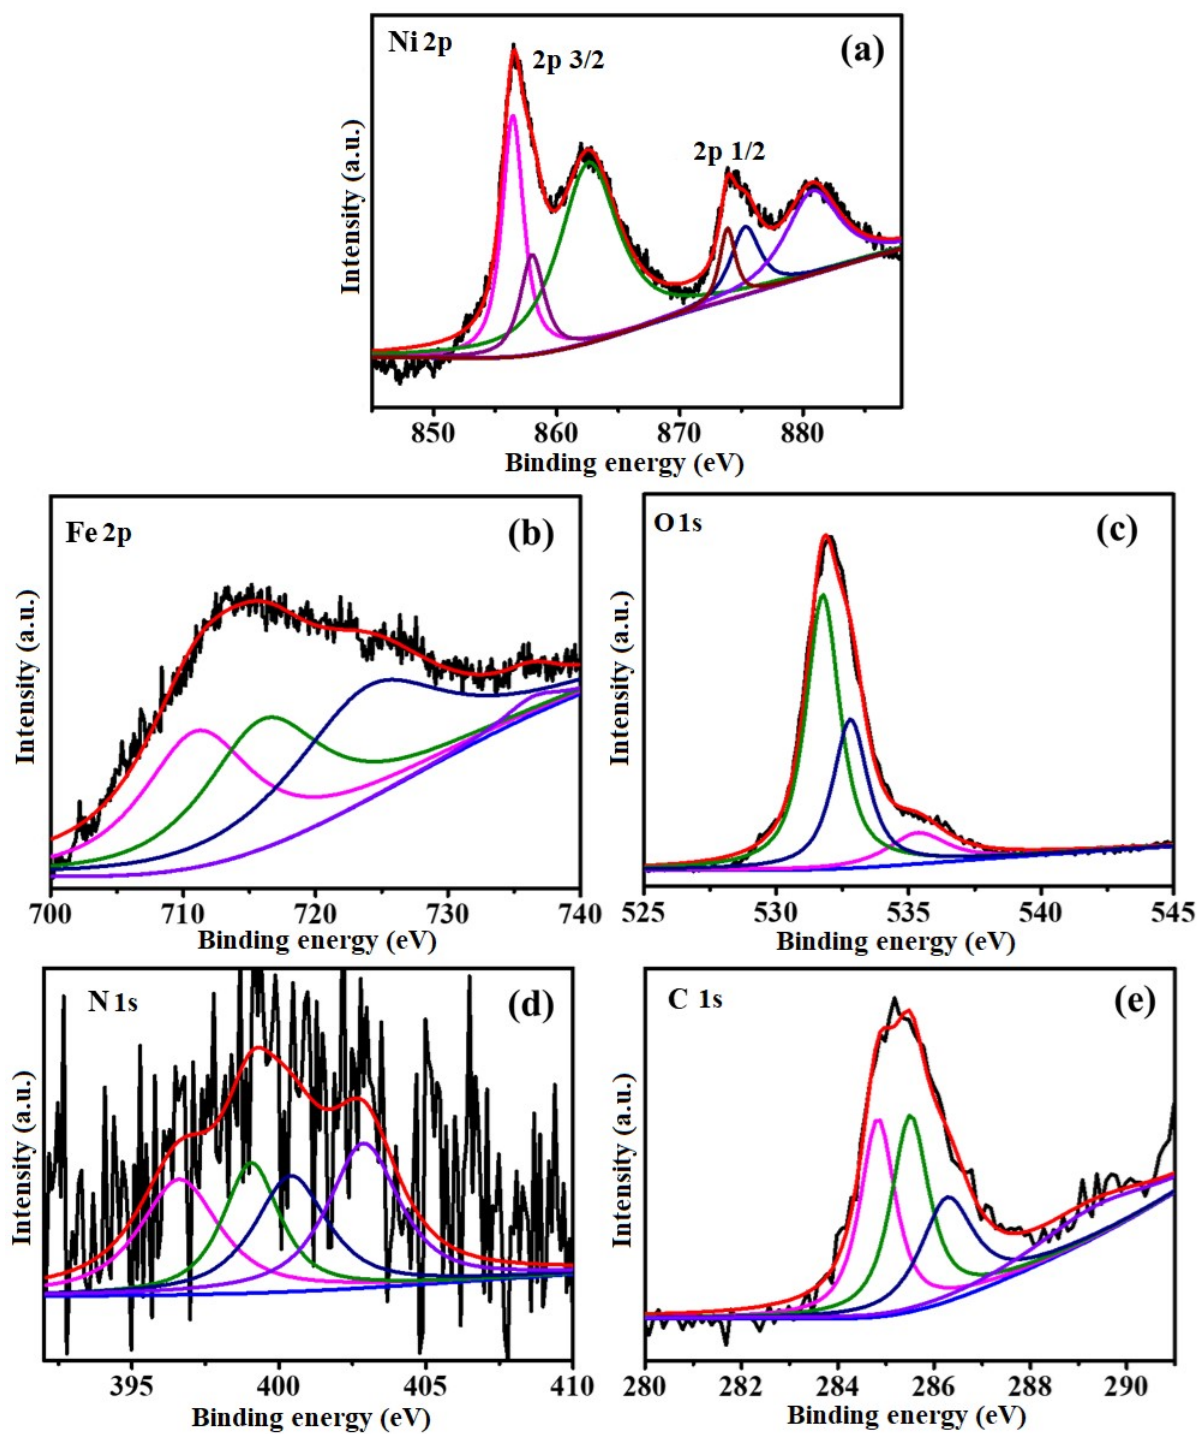 Ni 2p
2p 3/2
(a)
2p 1/2
Intensity (a.u.)
850 860 870 880
Binding energy (eV)
Fe 2p
(b)
Intensity (a.u.)
700 710 720 730 740
Binding energy (eV)
O 1s
(c)
Intensity (a.u.)
525 530 535 540 545
Binding energy (eV)
N 1s
(d)
Intensity (a.u.)
395 400 405 410
Binding energy (eV)
C 1s
(e)
Intensity (a.u.)
280 282 284 286 288 290
Binding energy (eV)